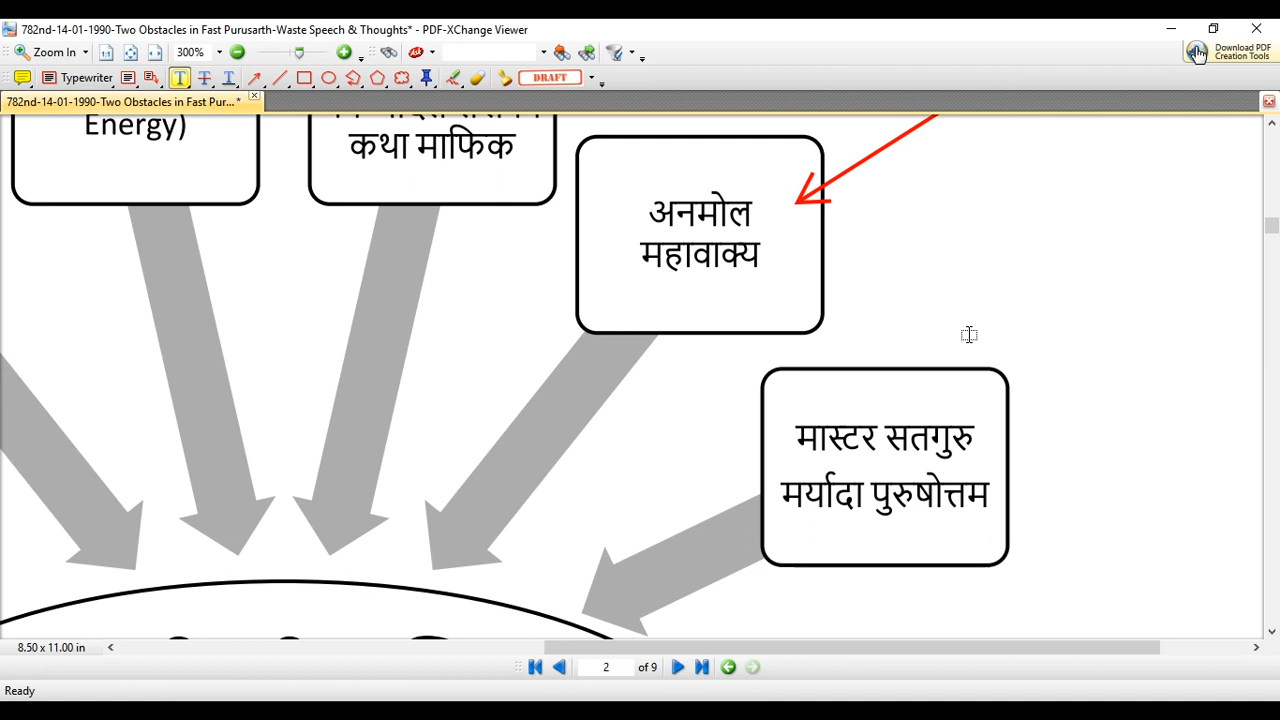 782nd-14-01-1990-Two Obstacles in Fast Purusarth-Waste Speech & Thoughts* - PDF-XChange Viewer
Zoom In
300%
Download PDF
Creation Tools
Typewriter
DRAFT
782nd-14-01-1990-Two Obstacles in Fast Pur... *
Energy)
कथा माफिक
अनमोल
महावाक्य
मास्टर सतगुरु
मर्यादा पुरुषोत्तम
8.50 x 11.00 in
2 of 9
Ready